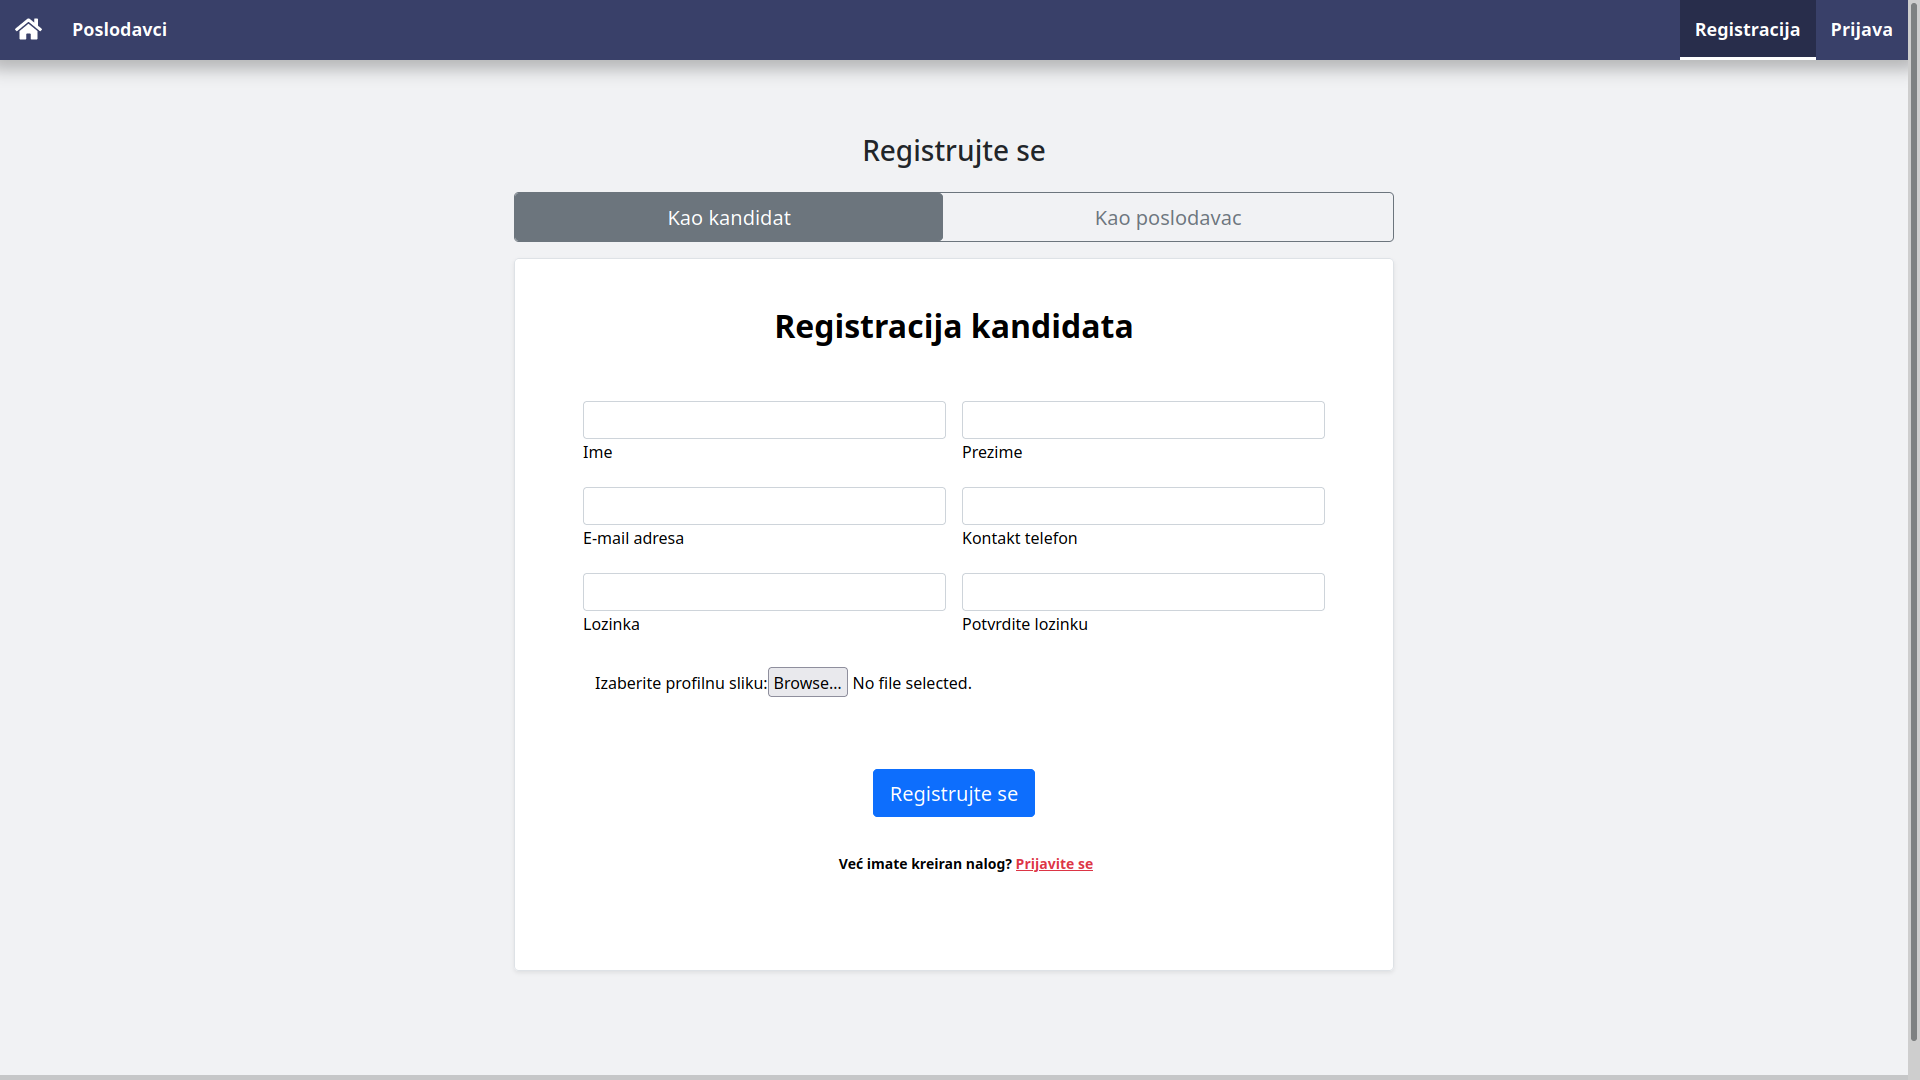 Poslodavci
Registracija
Prijava
Registrujte se
Kao kandidat
Kao poslodavac
Registracija kandidata
Ime
Prezime
E-mail adresa
Kontakt telefon
Lozinka
Potvrdite lozinku
Izaberite profilnu sliku: Browse... No file selected.
Registrujte se
Već imate kreiran nalog? Prijavite se